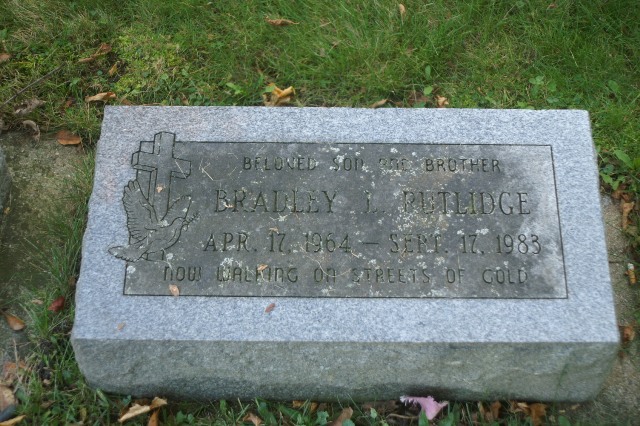 BELOVED SON AND BROTHER
BRADLEY L. RUTLIDGE
APR. 17, 1964 – SEPT. 17, 1983
NOW WALKING ON STREETS OF GOLD